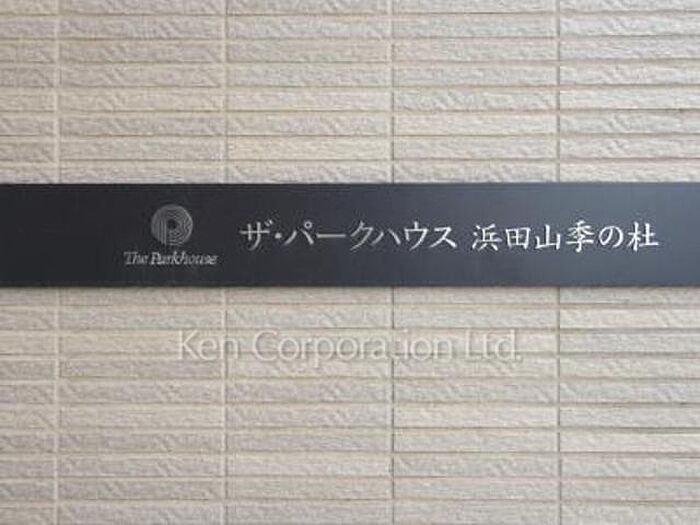 The Parkhouse
ザ・パークハウス 浜田山季の杜
Ken Corporation Ltd.